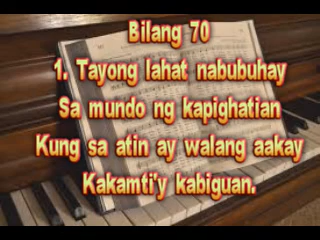 Bilang 70
1. Tayong lahat nabubuhay
Sa mundo ng kapighatian
Kung sa atin ay walang aakay
Kakamti'y kabiguan.